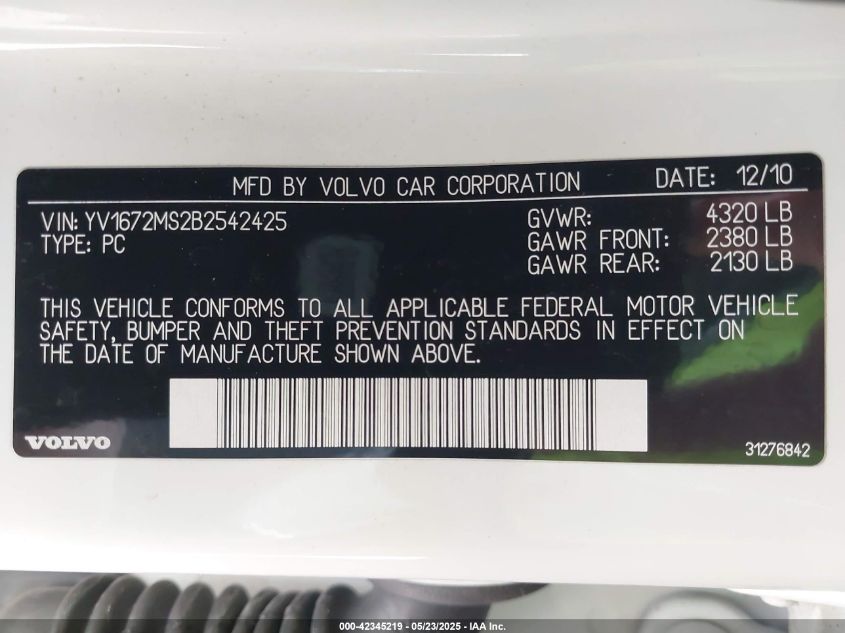 MFD BY VOLVO CAR CORPORATION DATE: 12/10
VIN: YV1672MS2B2542425 GVWR: 4320 LB
TYPE: PC GAWR FRONT: 2380 LB
GAWR REAR: 2130 LB
THIS VEHICLE CONFORMS TO ALL APPLICABLE FEDERAL MOTOR VEHICLE
SAFETY, BUMPER AND THEFT PREVENTION STANDARDS IN EFFECT ON
THE DATE OF MANUFACTURE SHOWN ABOVE.
VOLVO 31276842
000-42345219 - 05/23/2025 - IAA Inc.